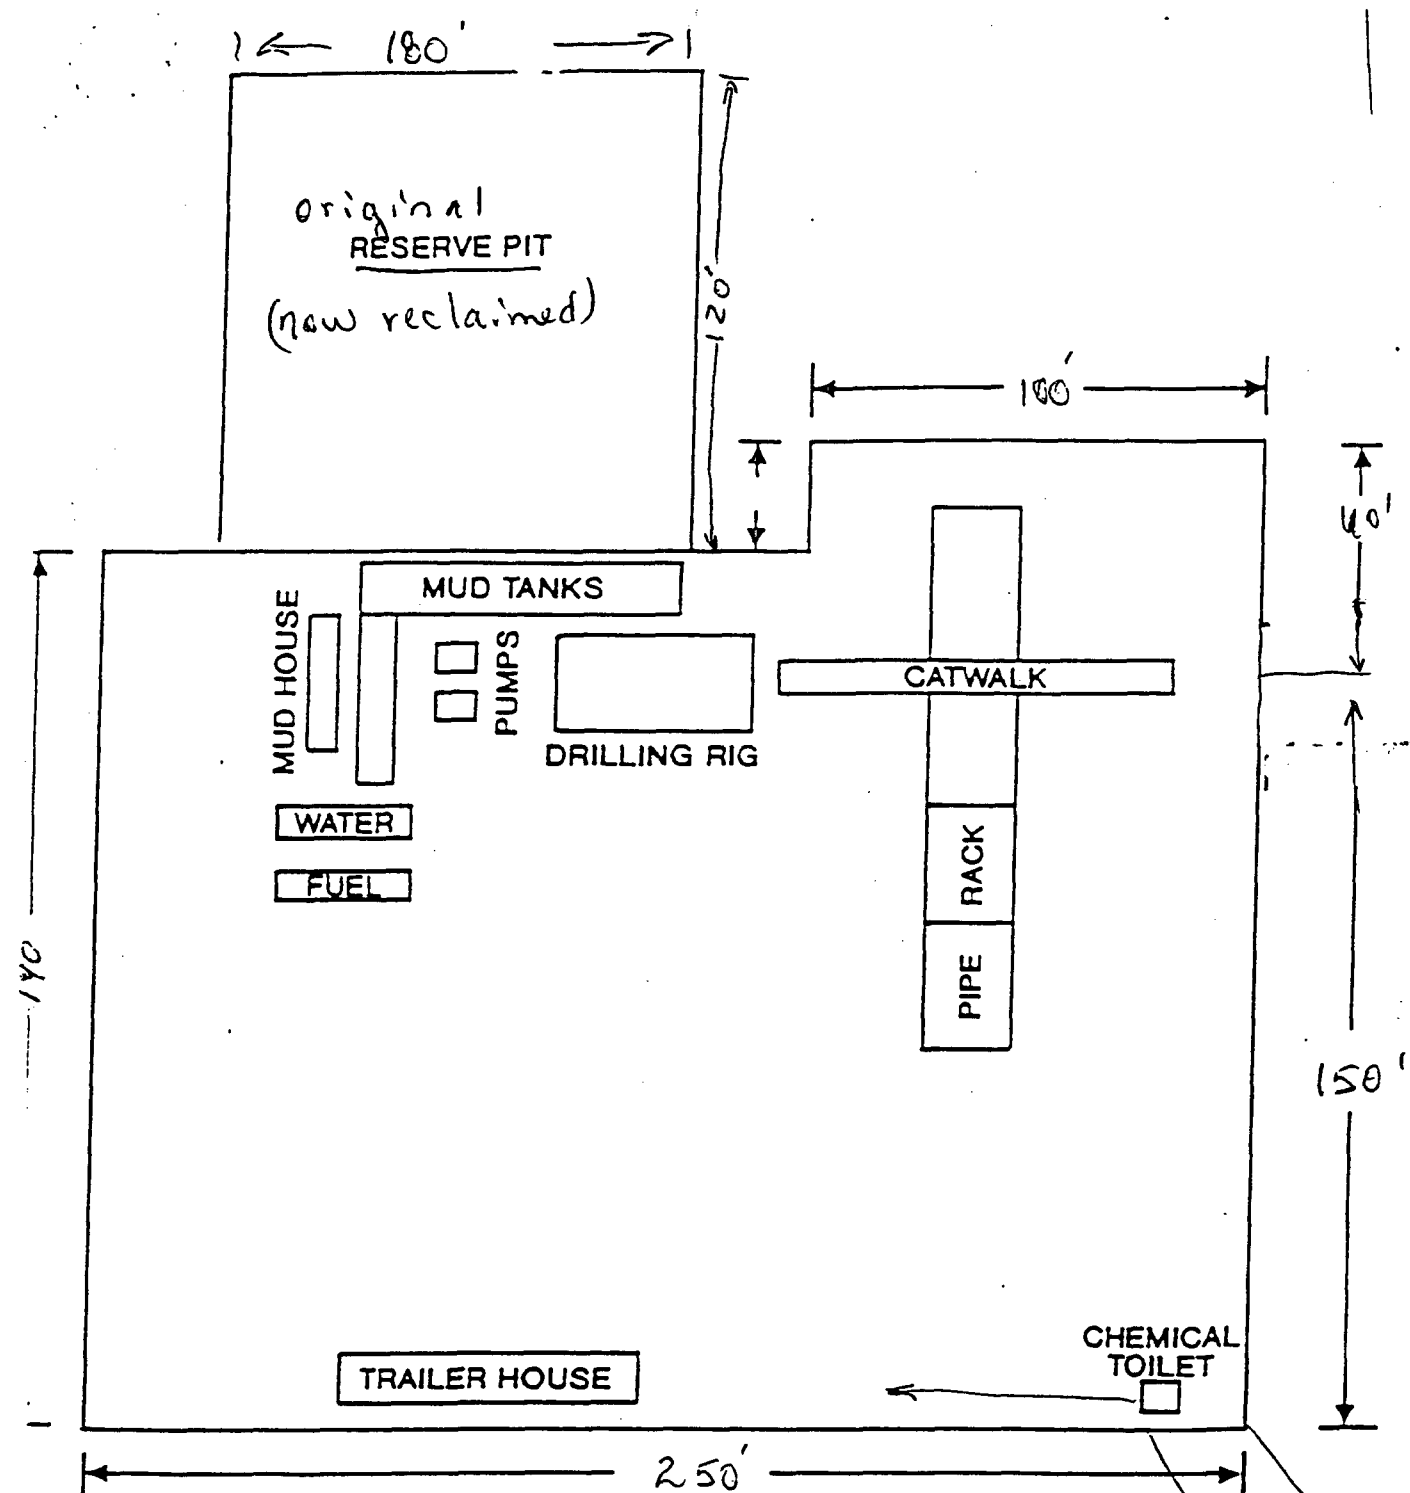 180'
original
RESERVE PIT
(now reclaimed)
120'
100'
40'
MUD TANKS
MUD HOUSE
PUMPS
CATWALK
DRILLING RIG
WATER
FUEL
RACK
PIPE
140
150'
CHEMICAL
TOILET
TRAILER HOUSE
250'